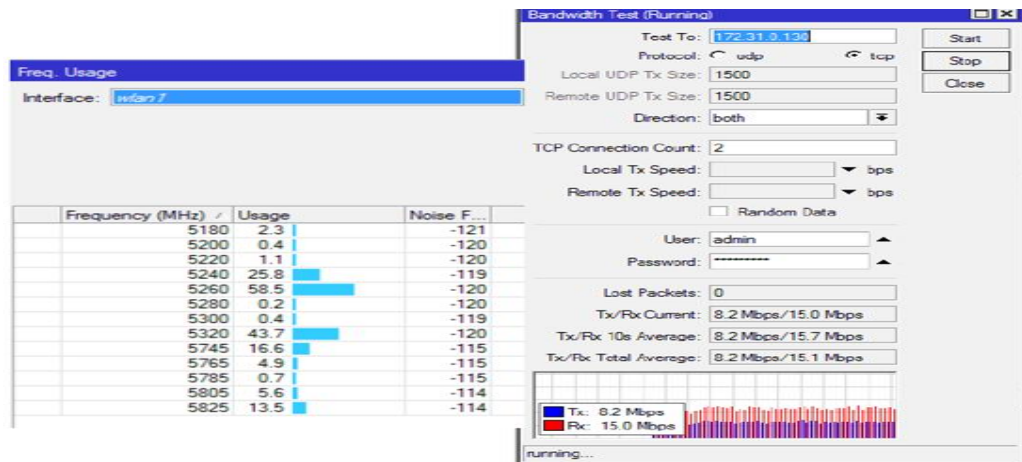 Freq. Usage
Interface: wlan1
Frequency (MHz) Usage Noise F...
5180 2.3 -121
5200 0.4 -120
5220 1.1 -120
5240 25.8 -119
5260 58.5 -120
5280 0.2 -120
5300 0.4 -119
5320 43.7 -120
5745 16.6 -115
5765 4.9 -115
5785 0.7 -115
5805 5.6 -114
5825 13.5 -114
Bandwidth Test (Running)
Test To: 172.31.0.130
Start
Protocol: udp tcp
Stop
Local UDP Tx Size: 1500
Close
Remote UDP Tx Size: 1500
Direction: both
TCP Connection Count: 2
Local Tx Speed: bps
Remote Tx Speed: bps
Random Data
User: admin
Password: *********
Lost Packets: 0
Tx/Rx Current: 8.2 Mbps/15.0 Mbps
Tx/Rx 10s Average: 8.2 Mbps/15.7 Mbps
Tx/Rx Total Average: 8.2 Mbps/15.1 Mbps
Tx: 8.2 Mbps
Rx: 15.0 Mbps
running...